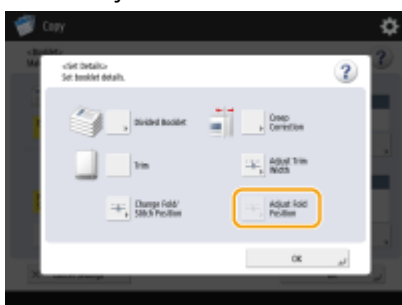 Copy
<Set Details>
Set booklet details.
?
Divided Booklet
Creep
Correction
Trim
Adjust Trim
Width
Change Fold/
Stitch Position
Adjust Fold
Position
OK